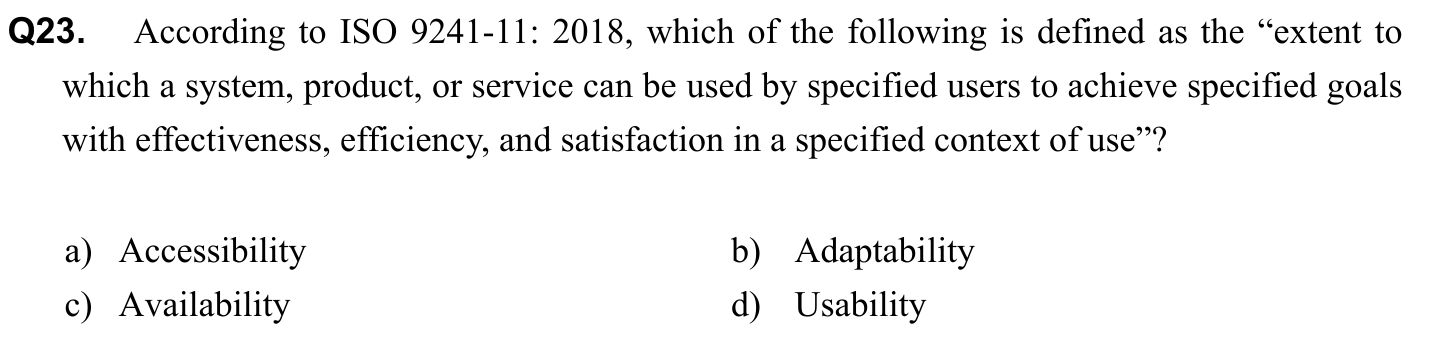 Q23. According to ISO 9241-11: 2018, which of the following is defined as the “extent to
which a system, product, or service can be used by specified users to achieve specified goals
with effectiveness, efficiency, and satisfaction in a specified context of use”?
a) Accessibility b) Adaptability
c) Availability d) Usability